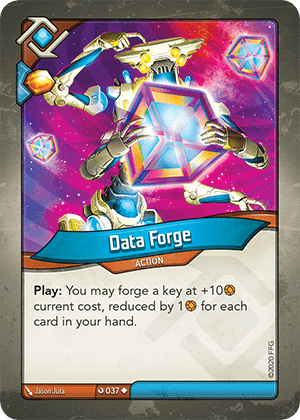 Data Forge
ACTION
Play: You may forge a key at +10
current cost, reduced by 1 for each
card in your hand.
Jason Juta
037
©2020 FFG